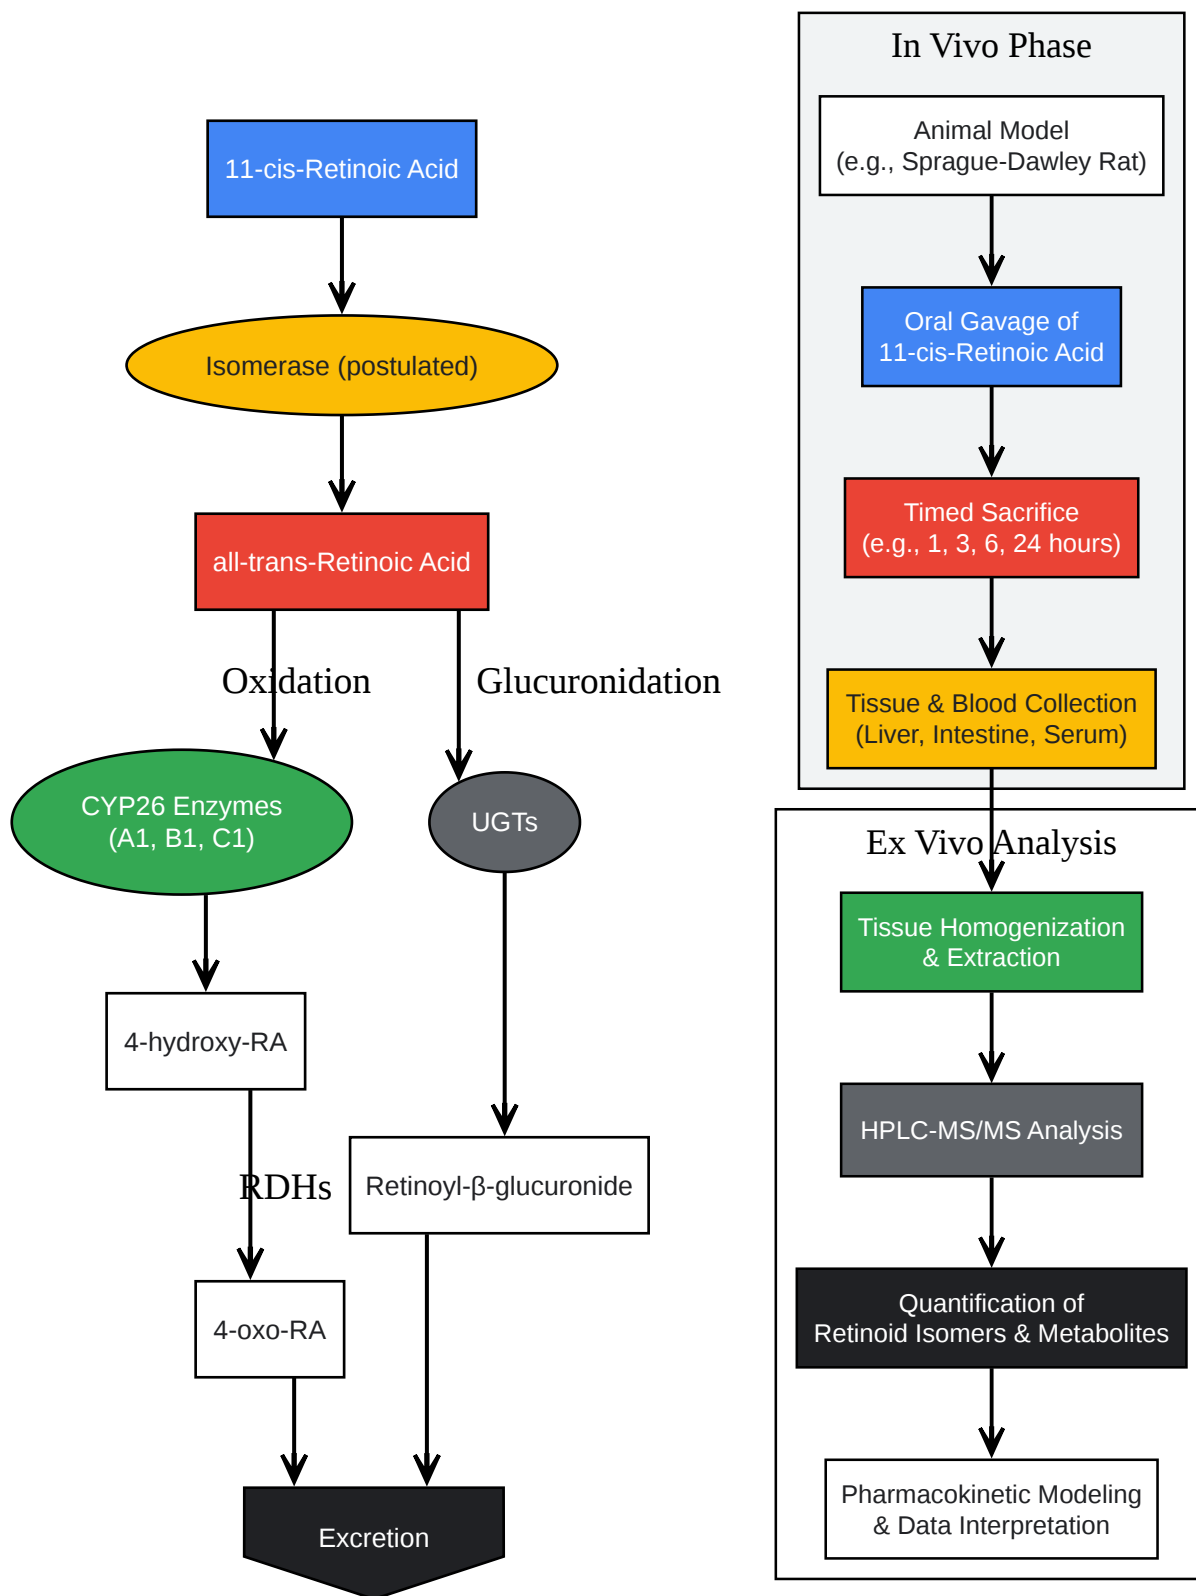 11-cis-Retinoic Acid
Isomerase (postulated)
all-trans-Retinoic Acid
Oxidation
Glucuronidation
CYP26 Enzymes
(A1, B1, C1)
UGTs
4-hydroxy-RA
RDHs
Retinoyl-β-glucuronide
4-oxo-RA
Excretion
In Vivo Phase
Animal Model
(e.g., Sprague-Dawley Rat)
Oral Gavage of
11-cis-Retinoic Acid
Timed Sacrifice
(e.g., 1, 3, 6, 24 hours)
Tissue & Blood Collection
(Liver, Intestine, Serum)
Ex Vivo Analysis
Tissue Homogenization
& Extraction
HPLC-MS/MS Analysis
Quantification of
Retinoid Isomers & Metabolites
Pharmacokinetic Modeling
& Data Interpretation